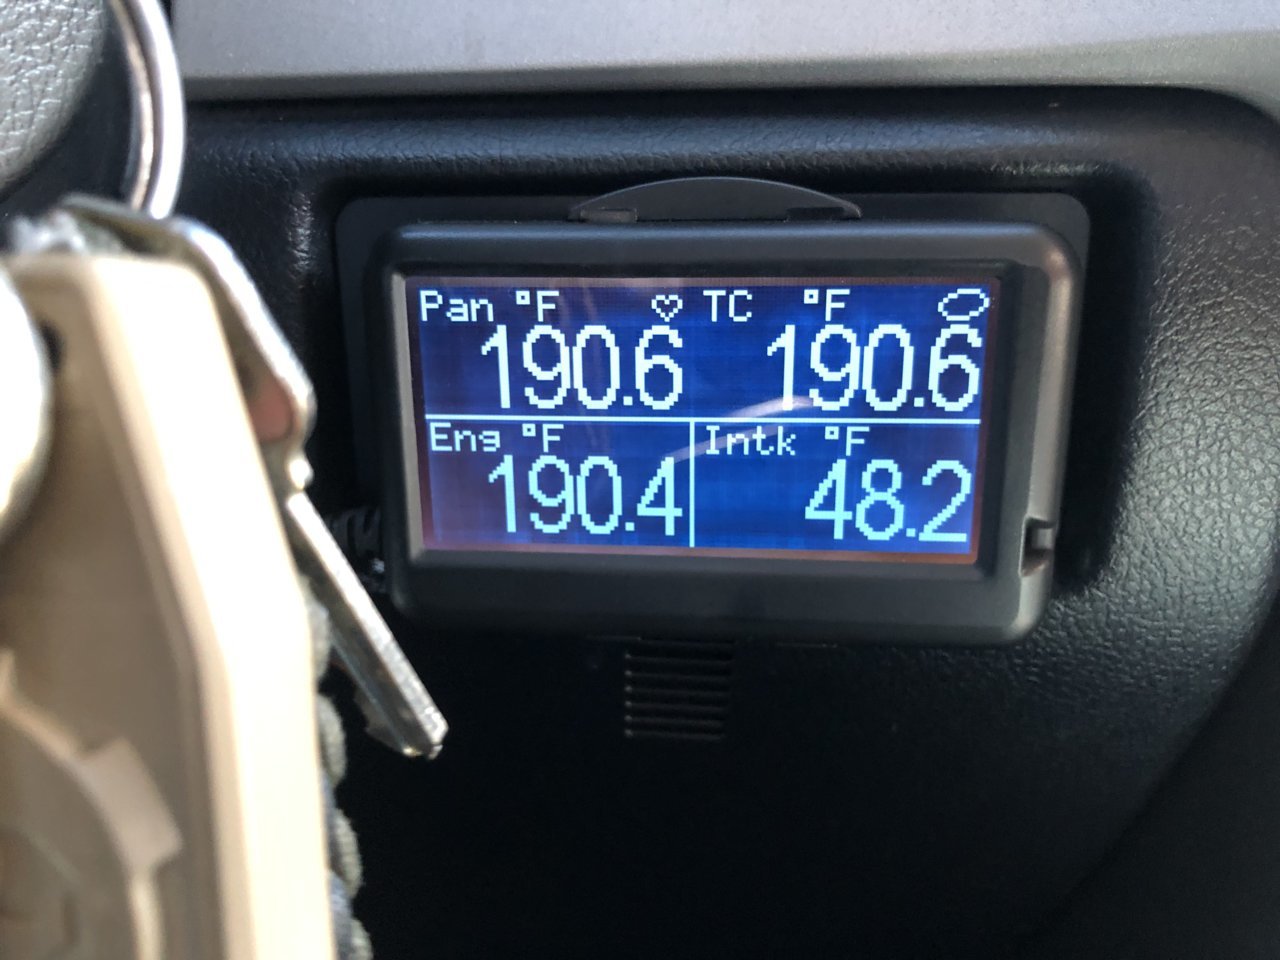 Pan °F ♡ TC °F
190.6 190.6
Eng °F Intk °F
190.4 48.2